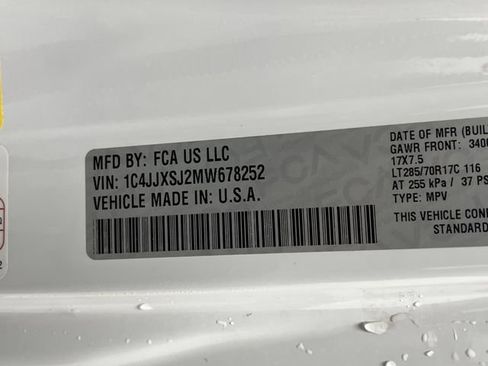 MFD BY: FCA US LLC
VIN: 1C4JJXSJ2MW678252
VEHICLE MADE IN: U.S.A.
DATE OF MFR (BUIL
GAWR FRONT: 340
17X7.5
LT285/70R17C 116
AT 255 kPa / 37 PS
TYPE: MPV
THIS VEHICLE CONF
STANDARD